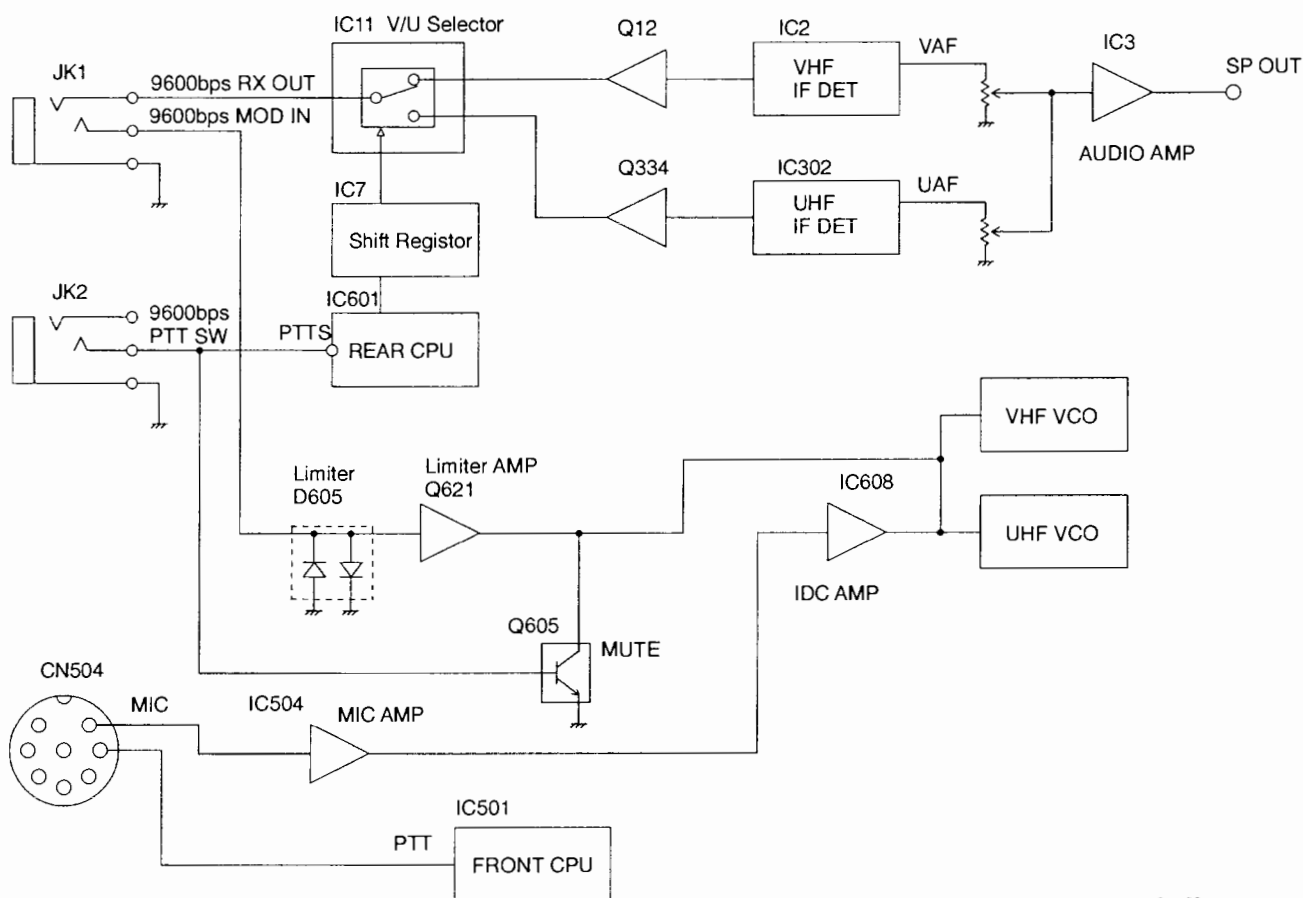 IC11 V/U Selector
Q12
IC2
VHF
IF DET
VAF
IC3
SP OUT
AUDIO AMP
JK1
9600bps RX OUT
9600bps MOD IN
Q334
IC302
UHF
IF DET
UAF
IC7
Shift Registor
JK2
9600bps
PTT SW
PTTS
IC601
REAR CPU
VHF VCO
Limiter
D605
Limiter AMP
Q621
IC608
UHF VCO
IDC AMP
Q605
MUTE
CN504
MIC
IC504
MIC AMP
IC501
PTT
FRONT CPU